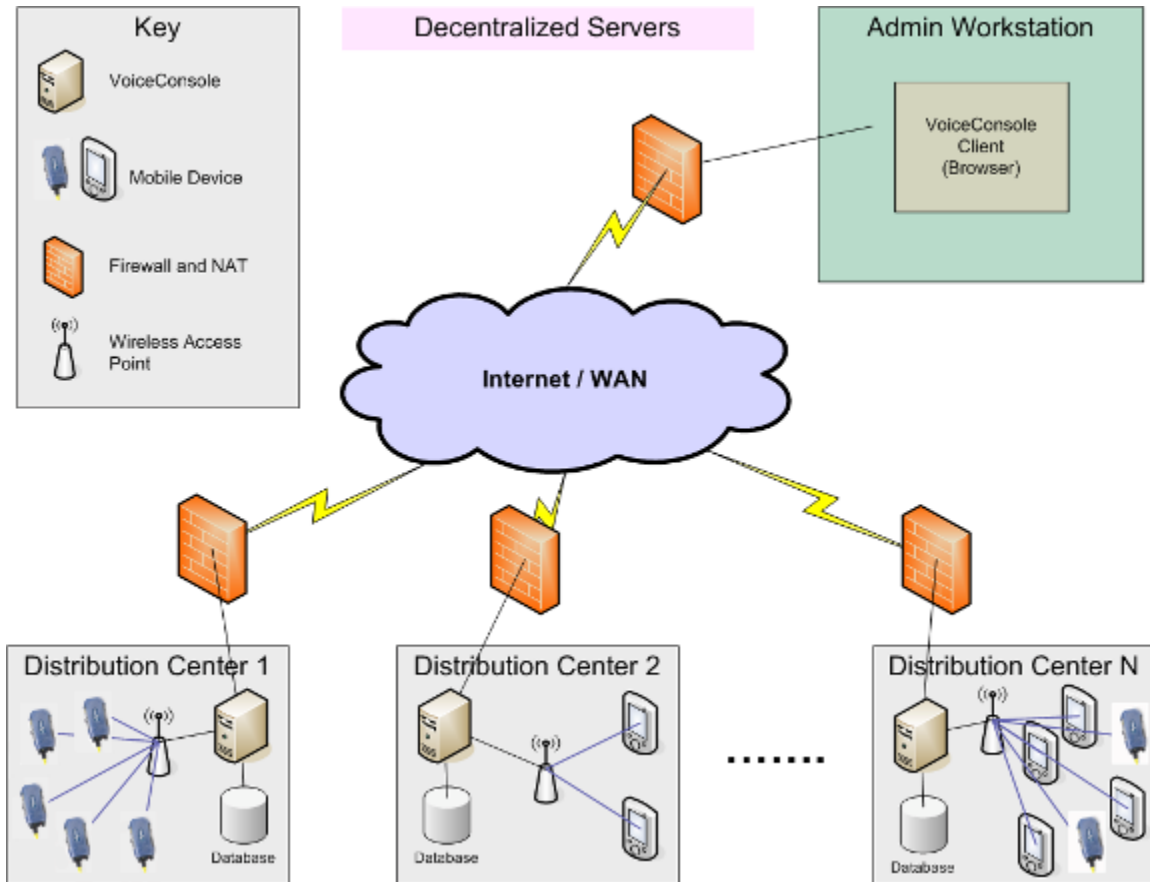 Key
VoiceConsole
Mobile Device
Firewall and NAT
Wireless Access
Point
Decentralized Servers
Admin Workstation
VoiceConsole
Client
(Browser)
Internet / WAN
Distribution Center 1
Database
Distribution Center 2
Database
.......
Distribution Center N
Database